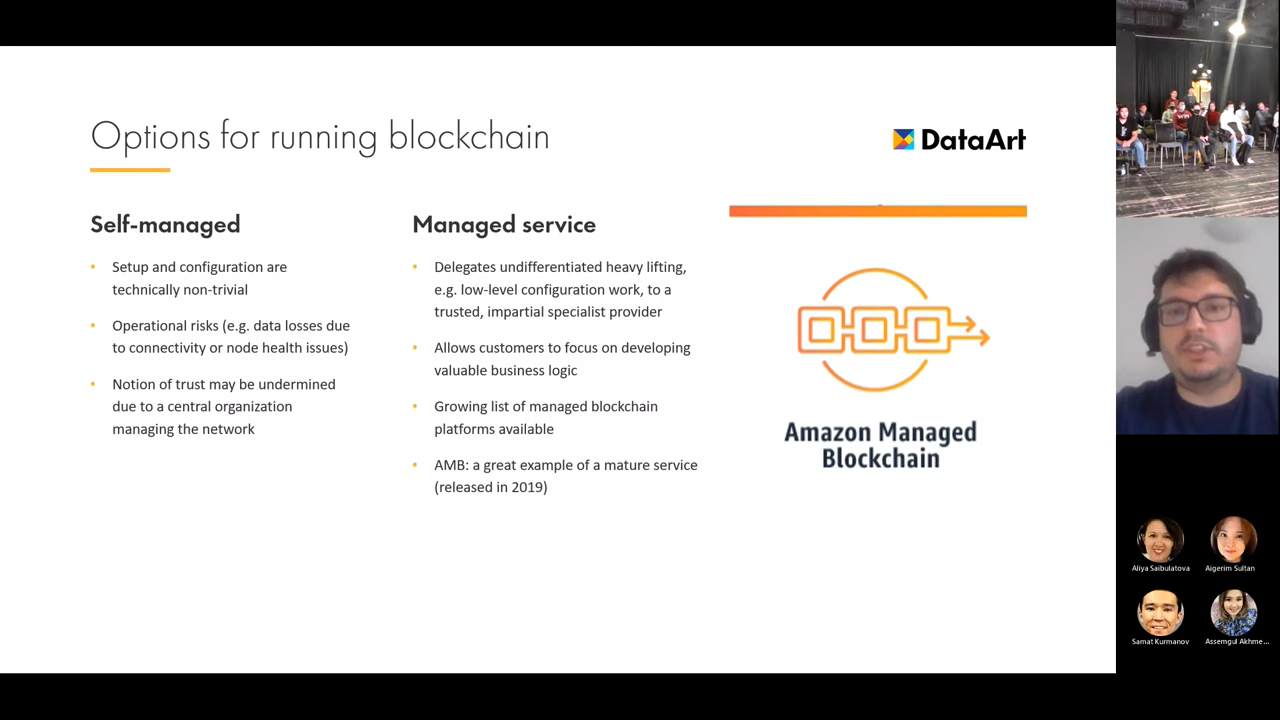 Options for running blockchain
DataArt
Self-managed
• Setup and configuration are
technically non-trivial
• Operational risks (e.g. data losses due
to connectivity or node health issues)
• Notion of trust may be undermined
due to a central organization
managing the network
Managed service
• Delegates undifferentiated heavy lifting,
e.g. low-level configuration work, to a
trusted, impartial specialist provider
• Allows customers to focus on developing
valuable business logic
• Growing list of managed blockchain
platforms available
• AMB: a great example of a mature service
(released in 2019)
Amazon Managed
Blockchain
Aliya Saibulatova
Aigerim Sultan
Samat Kurmanov
Assemgul Akhme...